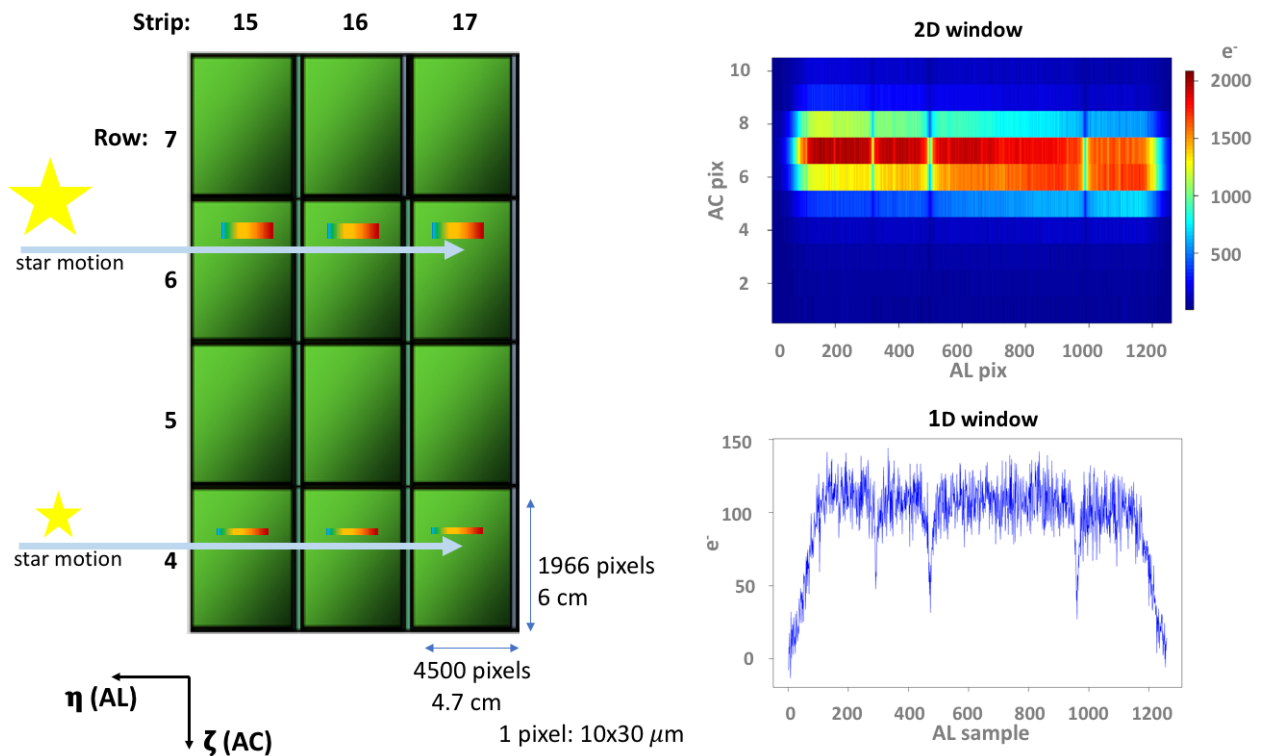 Strip: 15 16 17
Row: 7
6
5
4
star motion
star motion
1966 pixels
6 cm
4500 pixels
4.7 cm
1 pixel: 10x30 μm
η (AL)
ζ (AC)
2D window
e-
10
8
6
4
2
AC pix
0 200 400 600 800 1000 1200
AL pix
2000
1500
1000
500
1D window
150
100
50
0
e-
0 200 400 600 800 1000 1200
AL sample